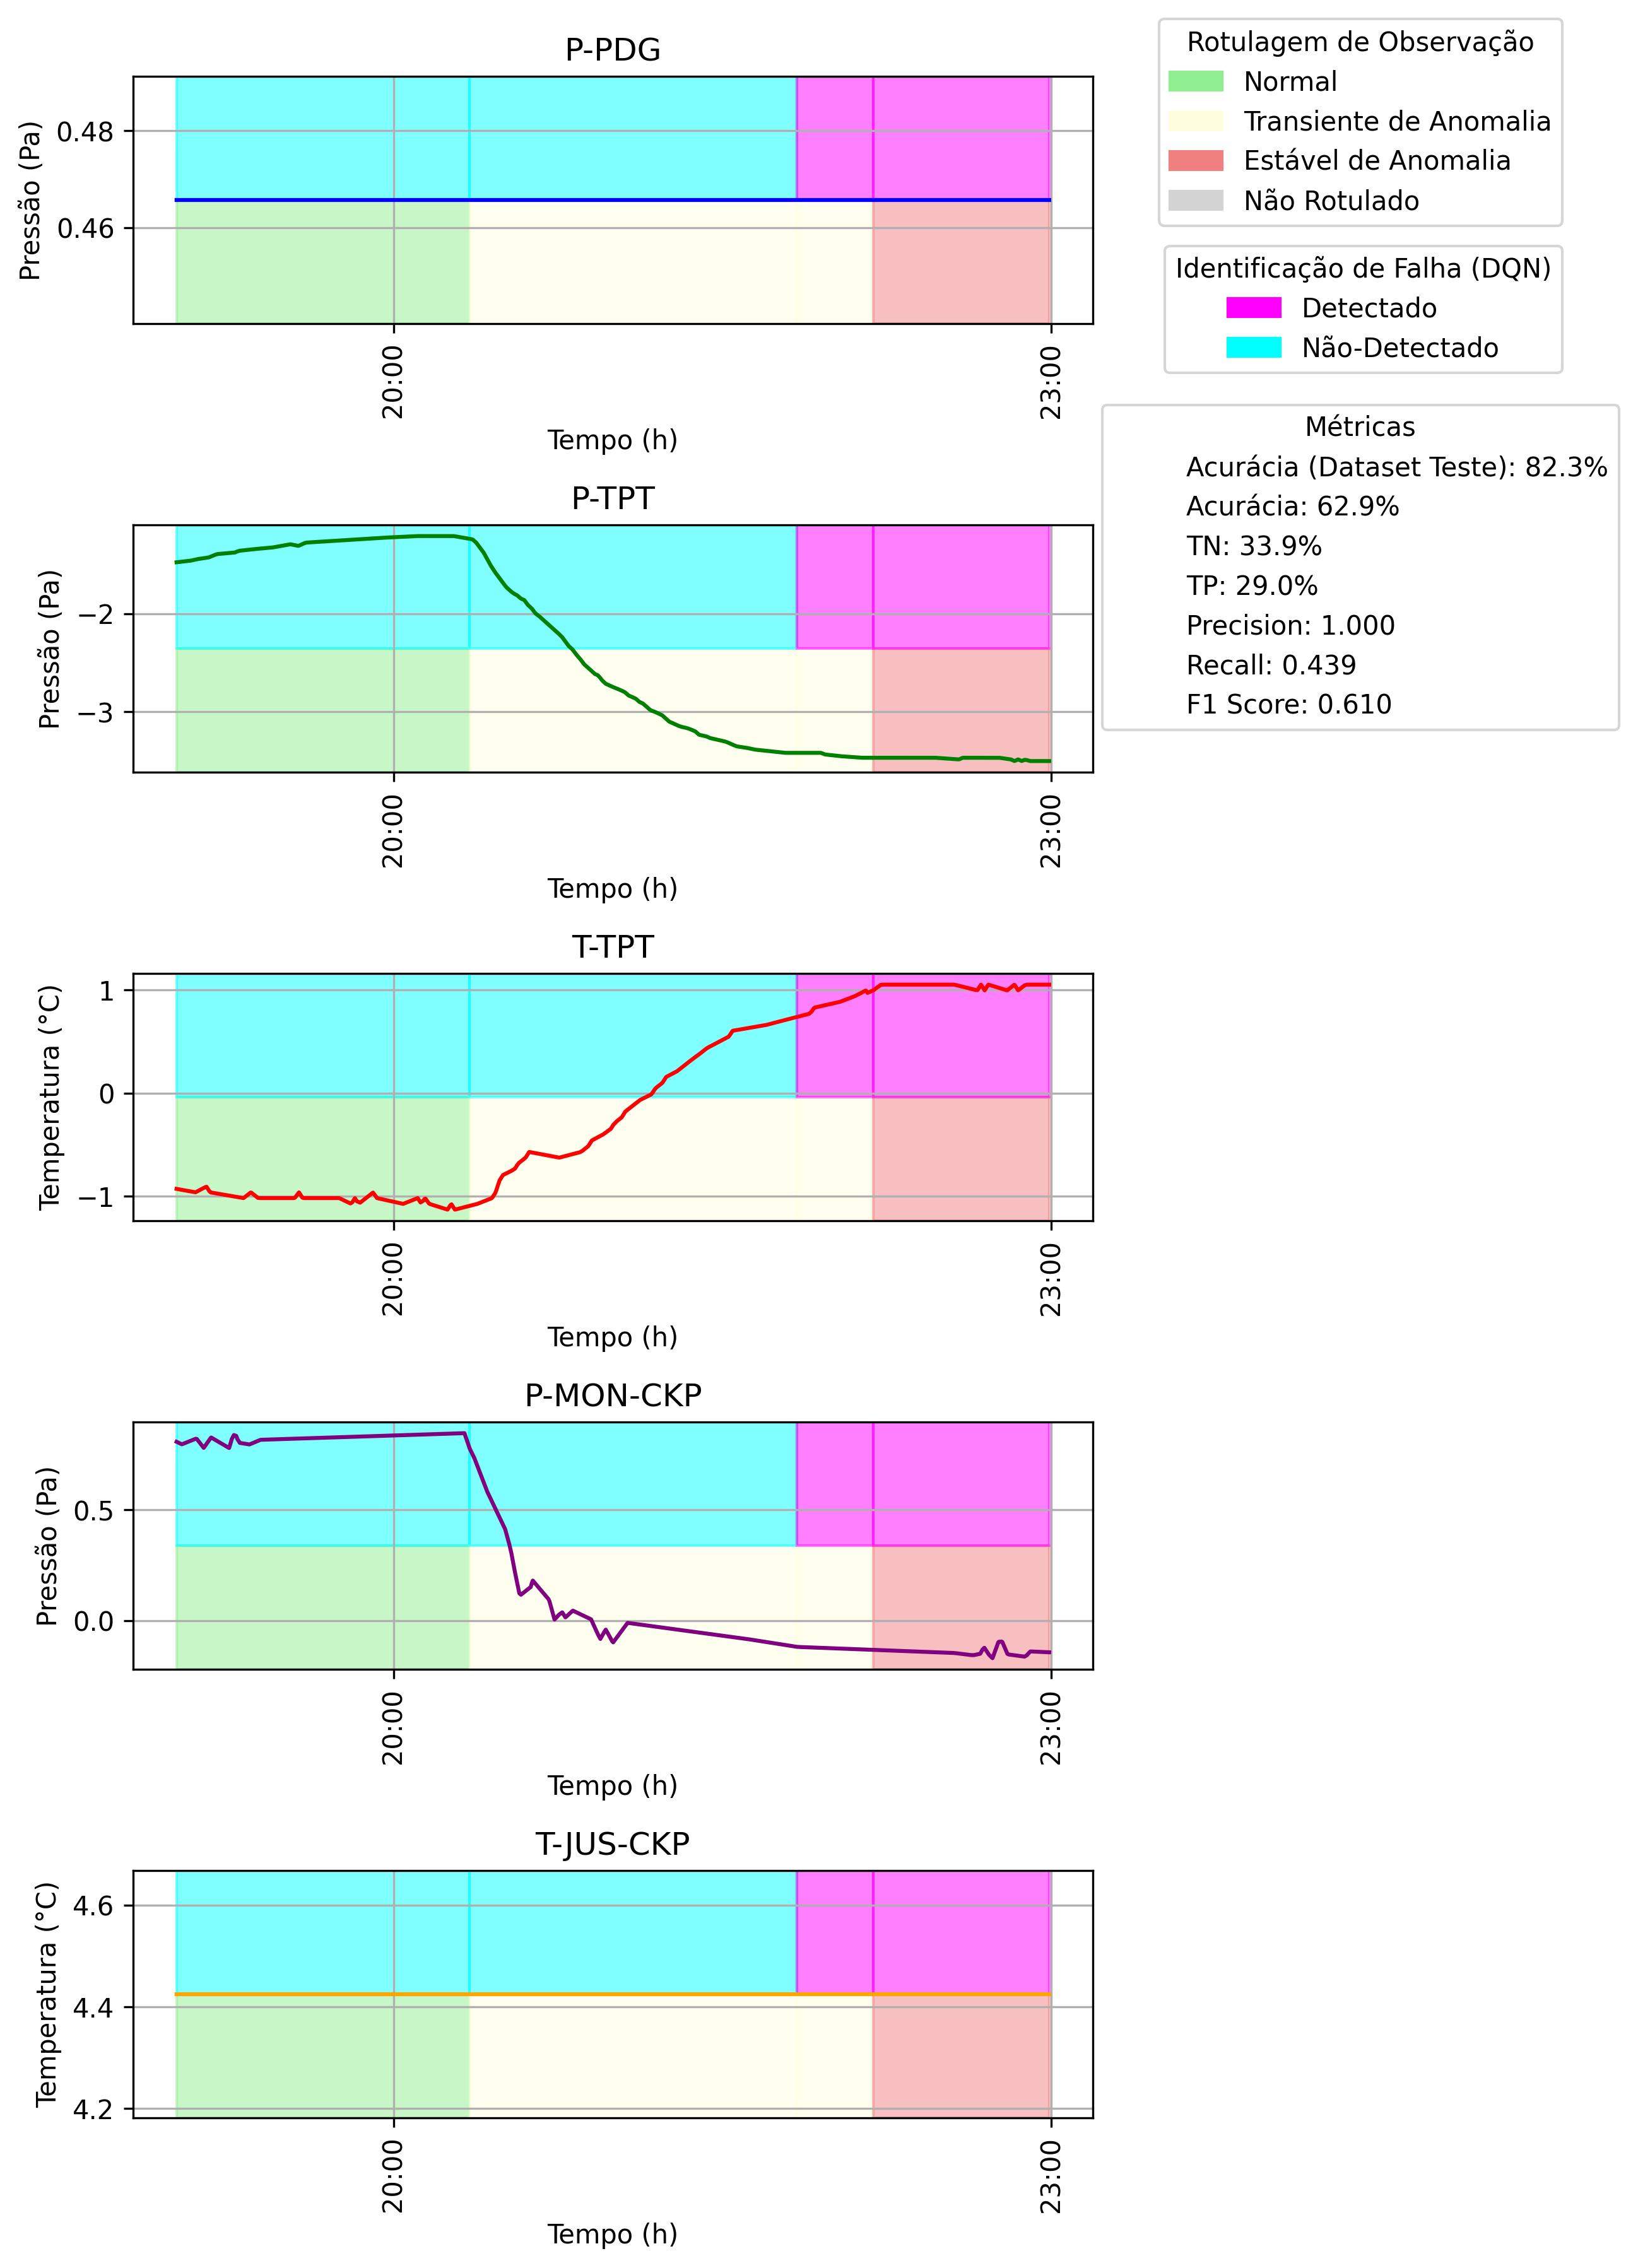 P-PDG
Pressão (Pa)
0.48
0.46
20:00
23:00
Tempo (h)
Rotulagem de Observação
Normal
Transiente de Anomalia
Estável de Anomalia
Não Rotulado
Identificação de Falha (DQN)
Detectado
Não-Detectado
Métricas
Acurácia (Dataset Teste): 82.3%
Acurácia: 62.9%
TN: 33.9%
TP: 29.0%
Precision: 1.000
Recall: 0.439
F1 Score: 0.610
P-TPT
Pressão (Pa)
−2
−3
20:00
23:00
Tempo (h)
T-TPT
Temperatura (°C)
1
0
−1
20:00
23:00
Tempo (h)
P-MON-CKP
Pressão (Pa)
0.5
0.0
20:00
23:00
Tempo (h)
T-JUS-CKP
Temperatura (°C)
4.6
4.4
4.2
20:00
23:00
Tempo (h)